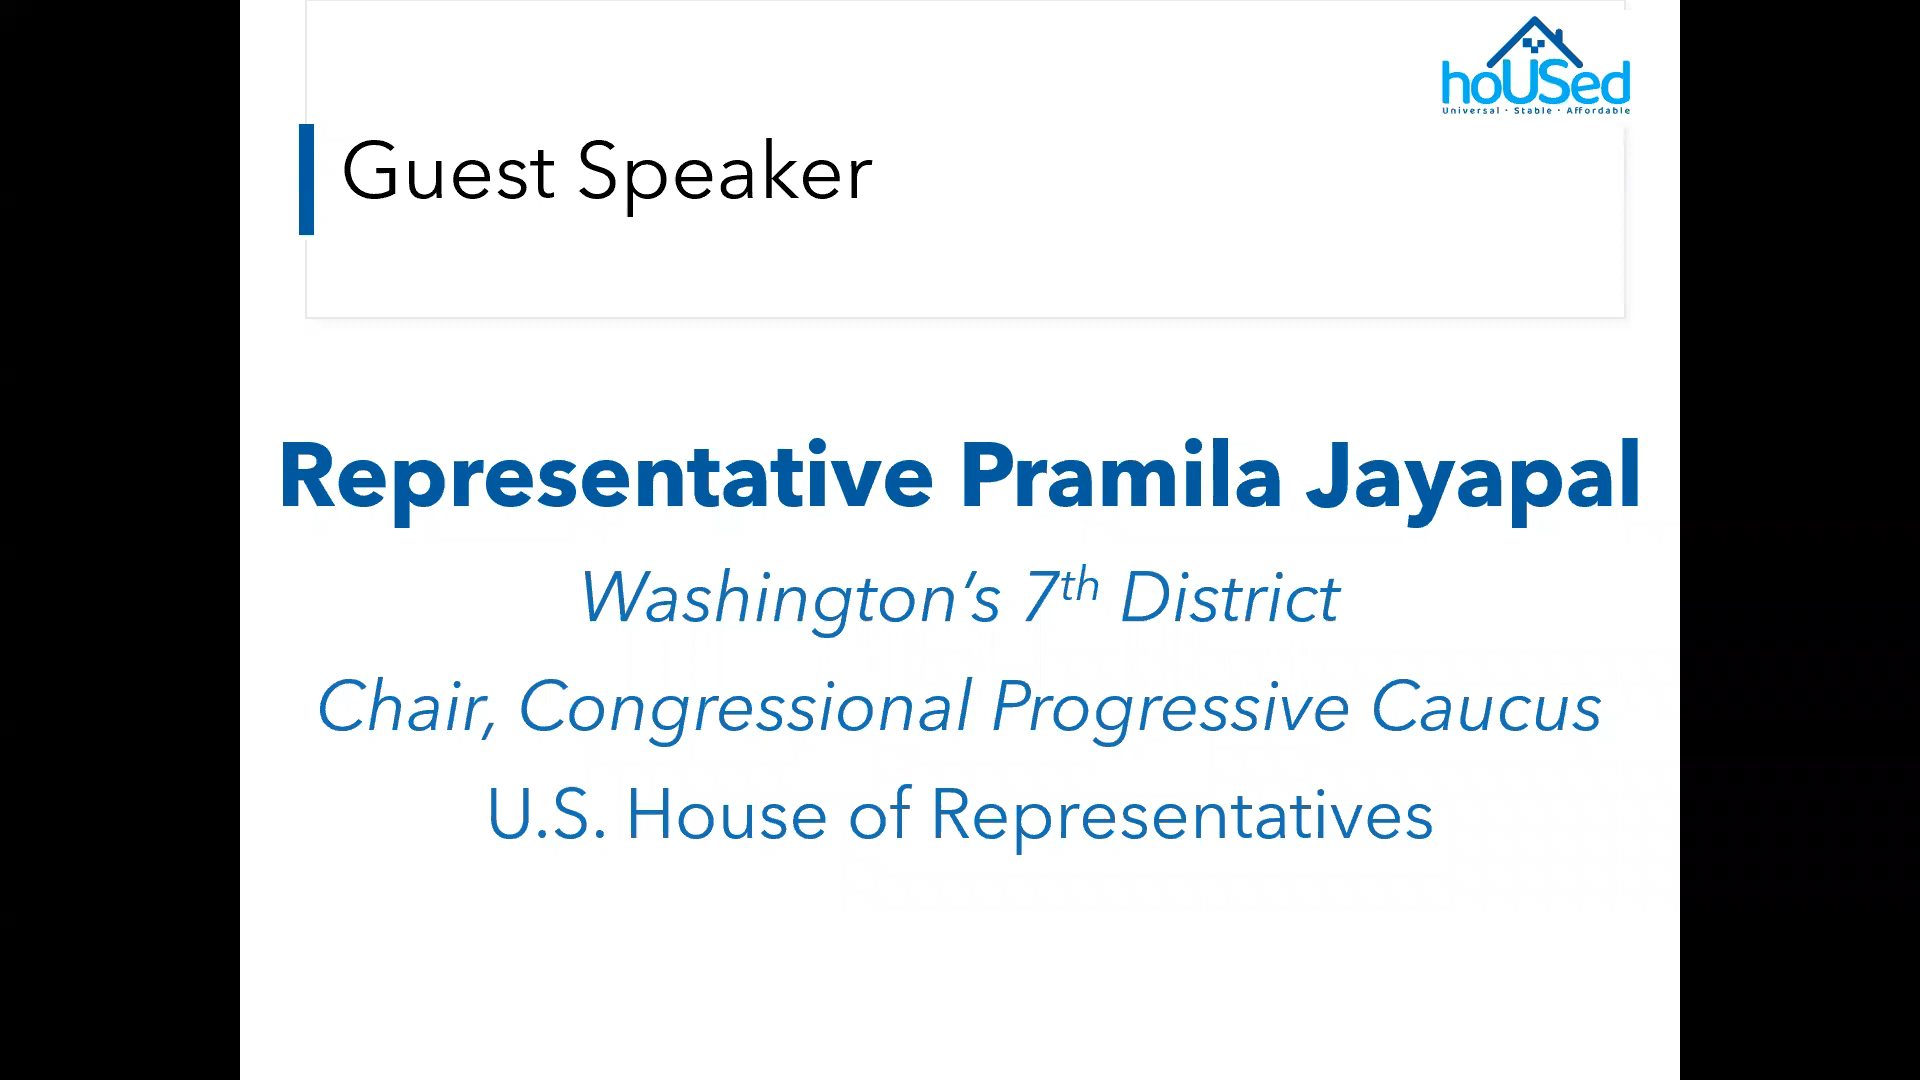 hoUSed
Universal · Stable · Affordable
Guest Speaker
Representative Pramila Jayapal
Washington’s 7th District
Chair, Congressional Progressive Caucus
U.S. House of Representatives